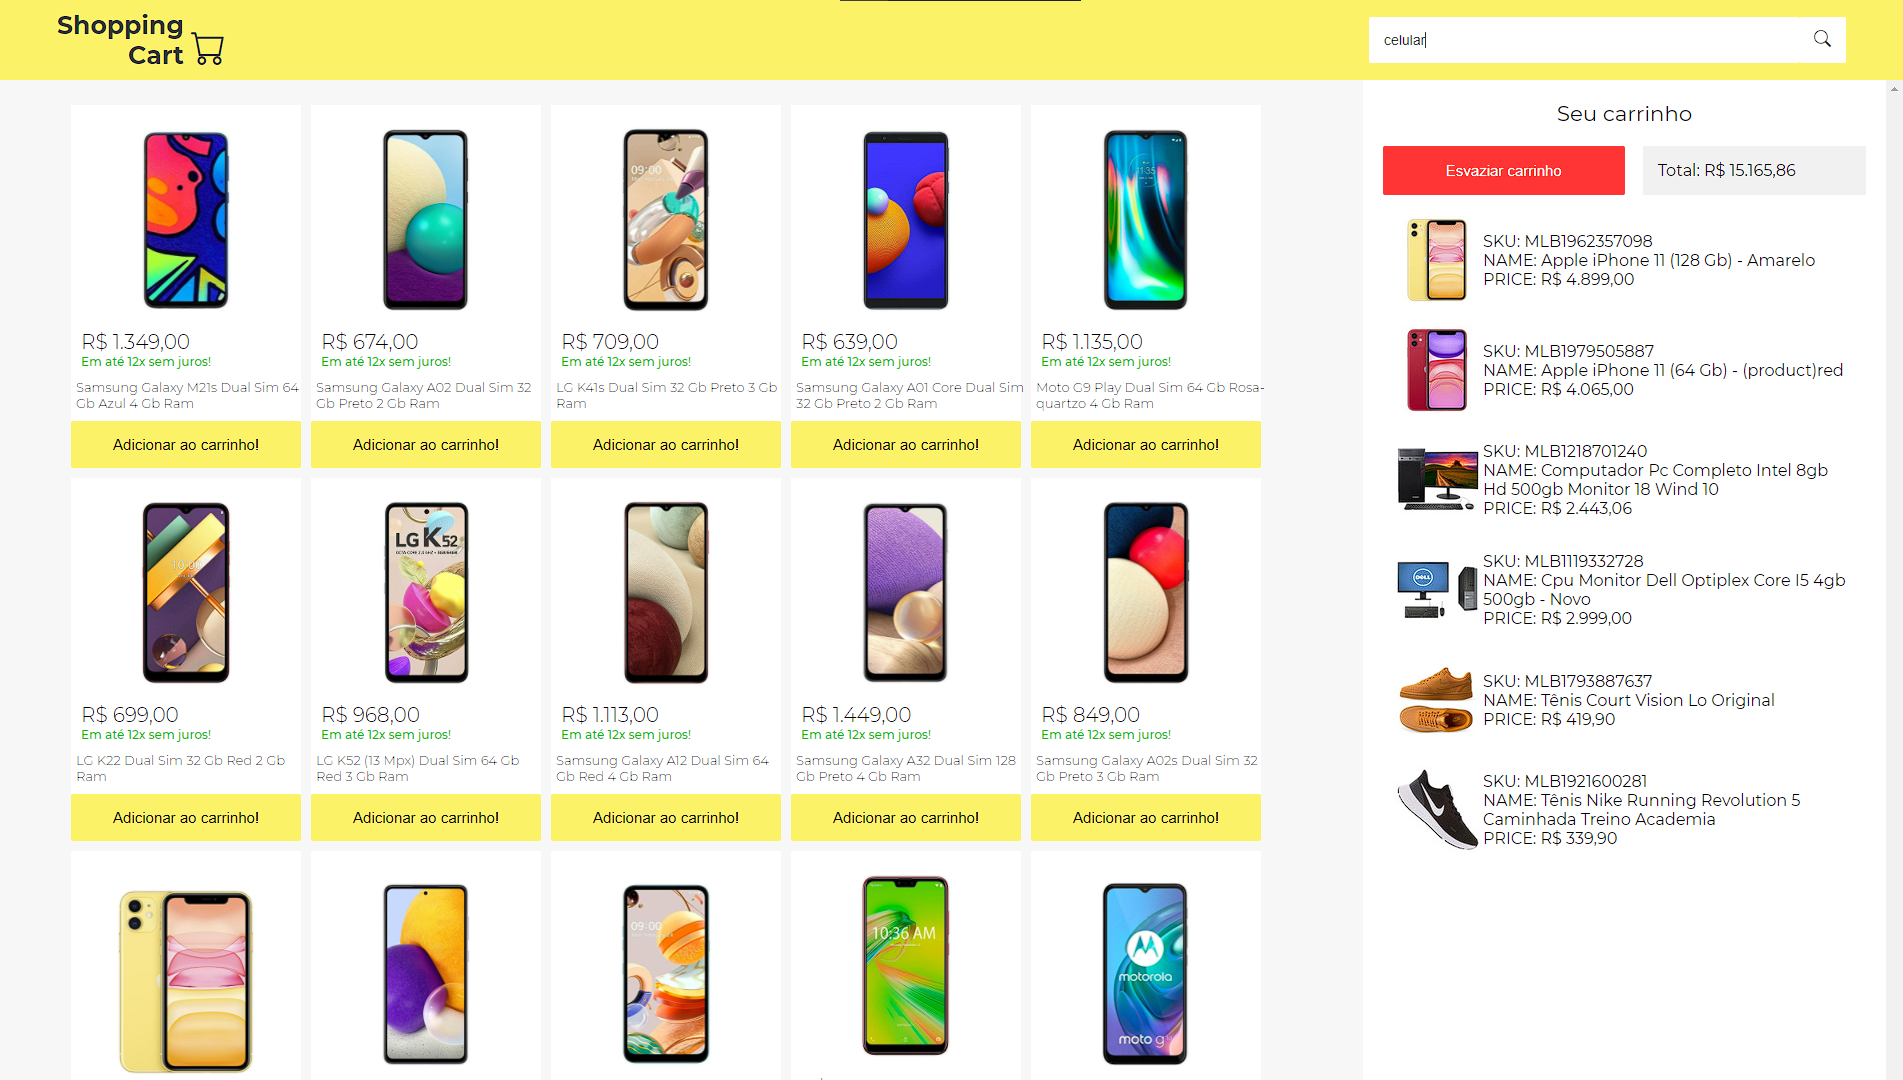 Shopping
Cart
celular
R$ 1.349,00
Em até 12x sem juros!
Samsung Galaxy M21s Dual Sim 64
Gb Azul 4 Gb Ram
Adicionar ao carrinho!
R$ 674,00
Em até 12x sem juros!
Samsung Galaxy A02 Dual Sim 32
Gb Preto 2 Gb Ram
Adicionar ao carrinho!
09:00
R$ 709,00
Em até 12x sem juros!
LG K41s Dual Sim 32 Gb Preto 3 Gb
Ram
Adicionar ao carrinho!
R$ 639,00
Em até 12x sem juros!
Samsung Galaxy A01 Core Dual Sim
32 Gb Preto 2 Gb Ram
Adicionar ao carrinho!
11:35
R$ 1.135,00
Em até 12x sem juros!
Moto G9 Play Dual Sim 64 Gb Rosa-
quartzo 4 Gb Ram
Adicionar ao carrinho!
10:00
R$ 699,00
Em até 12x sem juros!
LG K22 Dual Sim 32 Gb Red 2 Gb
Ram
Adicionar ao carrinho!
LG K52
R$ 968,00
Em até 12x sem juros!
LG K52 (13 Mpx) Dual Sim 64 Gb
Red 3 Gb Ram
Adicionar ao carrinho!
R$ 1.113,00
Em até 12x sem juros!
Samsung Galaxy A12 Dual Sim 64
Gb Red 4 Gb Ram
Adicionar ao carrinho!
R$ 1.449,00
Em até 12x sem juros!
Samsung Galaxy A32 Dual Sim 128
Gb Preto 4 Gb Ram
Adicionar ao carrinho!
R$ 849,00
Em até 12x sem juros!
Samsung Galaxy A02s Dual Sim 32
Gb Preto 3 Gb Ram
Adicionar ao carrinho!
09:00
10:36 AM
motorola
moto g
Seu carrinho
Esvaziar carrinho
Total: R$ 15.165,86
SKU: MLB1962357098
NAME: Apple iPhone 11 (128 Gb) - Amarelo
PRICE: R$ 4.899,00
SKU: MLB1979505887
NAME: Apple iPhone 11 (64 Gb) - (product)red
PRICE: R$ 4.065,00
SKU: MLB1218701240
NAME: Computador Pc Completo Intel 8gb
Hd 500gb Monitor 18 Wind 10
PRICE: R$ 2.443,06
DELL
SKU: MLB1119332728
NAME: Cpu Monitor Dell Optiplex Core I5 4gb
500gb - Novo
PRICE: R$ 2.999,00
SKU: MLB1793887637
NAME: Tênis Court Vision Lo Original
PRICE: R$ 419,90
SKU: MLB1921600281
NAME: Tênis Nike Running Revolution 5
Caminhada Treino Academia
PRICE: R$ 339,90